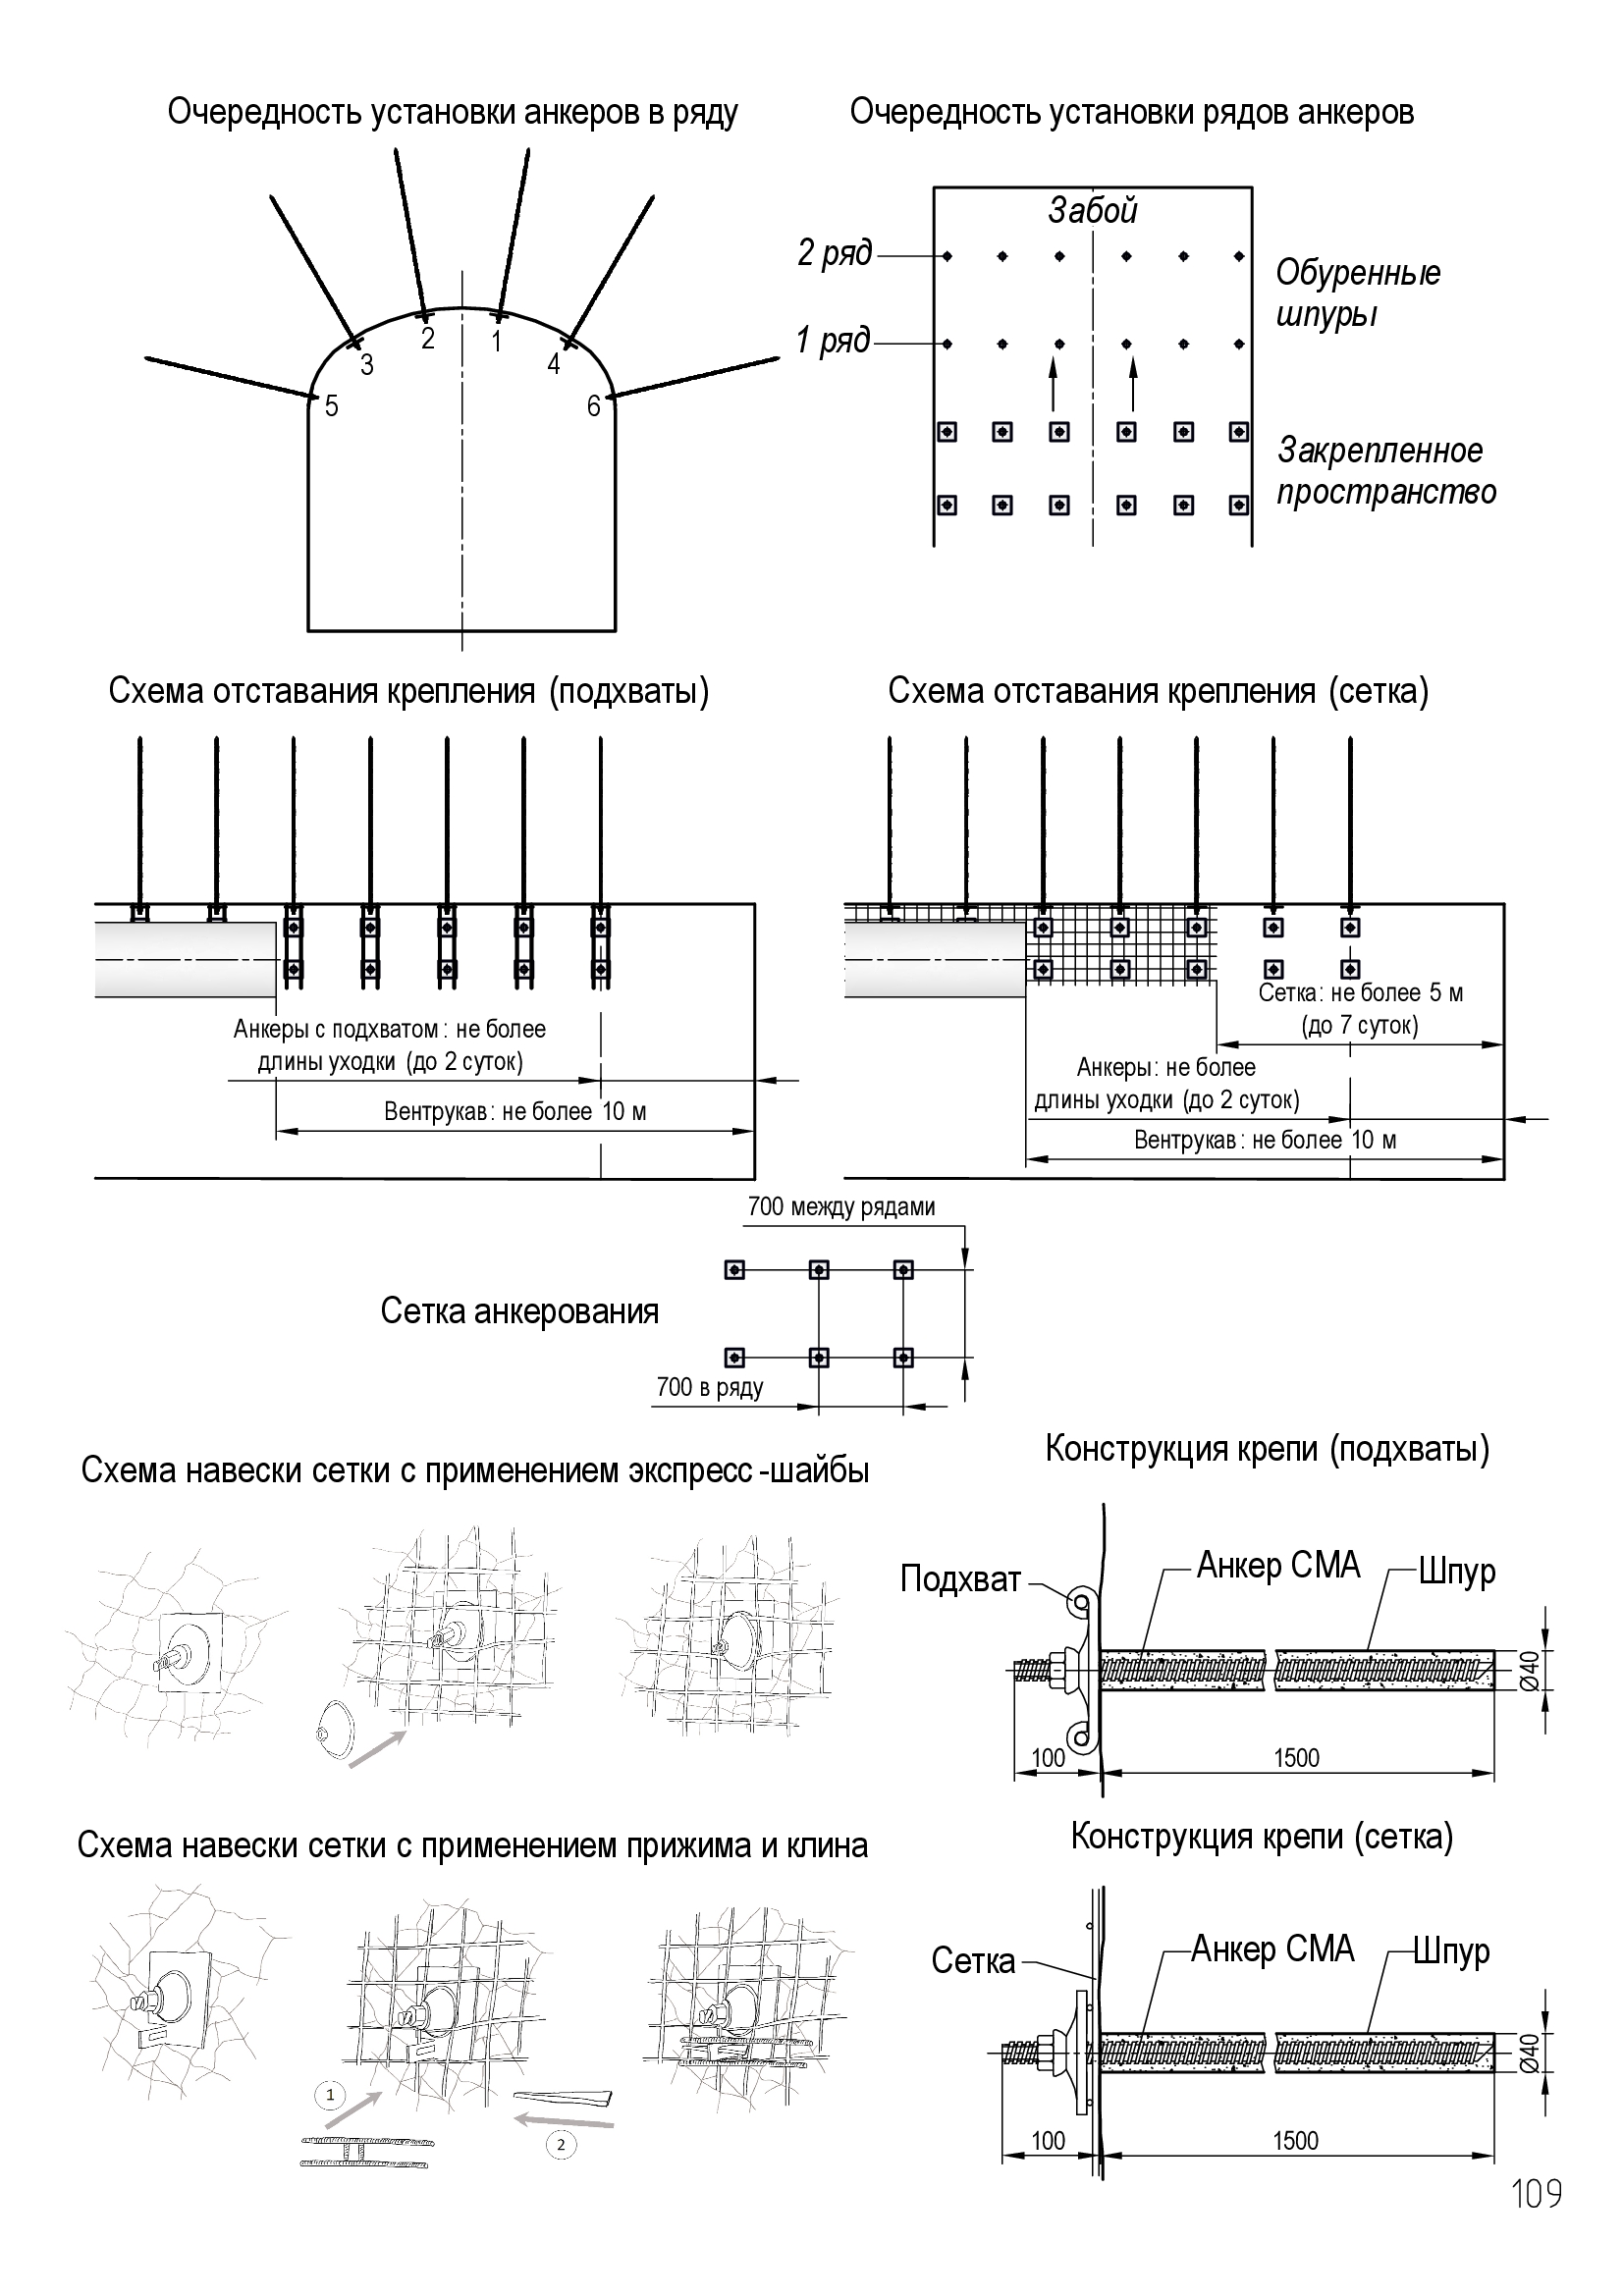 Очередность установки анкеров в ряду
2
1
3
4
5
6
Очередность установки рядов анкеров
Забой
2 ряд
Обуренные
шпуры
1 ряд
Закрепленное
пространство
Схема отставания крепления (подхваты)
Анкеры с подхватом: не более
длины уходки (до 2 суток)
Вентрукав: не более 10 м
Схема отставания крепления (сетка)
Сетка: не более 5 м
(до 7 суток)
Анкеры: не более
длины уходки (до 2 суток)
Вентрукав: не более 10 м
700 между рядами
Сетка анкерования
700 в ряду
Схема навески сетки с применением экспресс-шайбы
Конструкция крепи (подхваты)
Подхват
Анкер СМА
Шпур
Ø40
100
1500
Схема навески сетки с применением прижима и клина
1
2
Конструкция крепи (сетка)
Сетка
Анкер СМА
Шпур
Ø40
100
1500
109